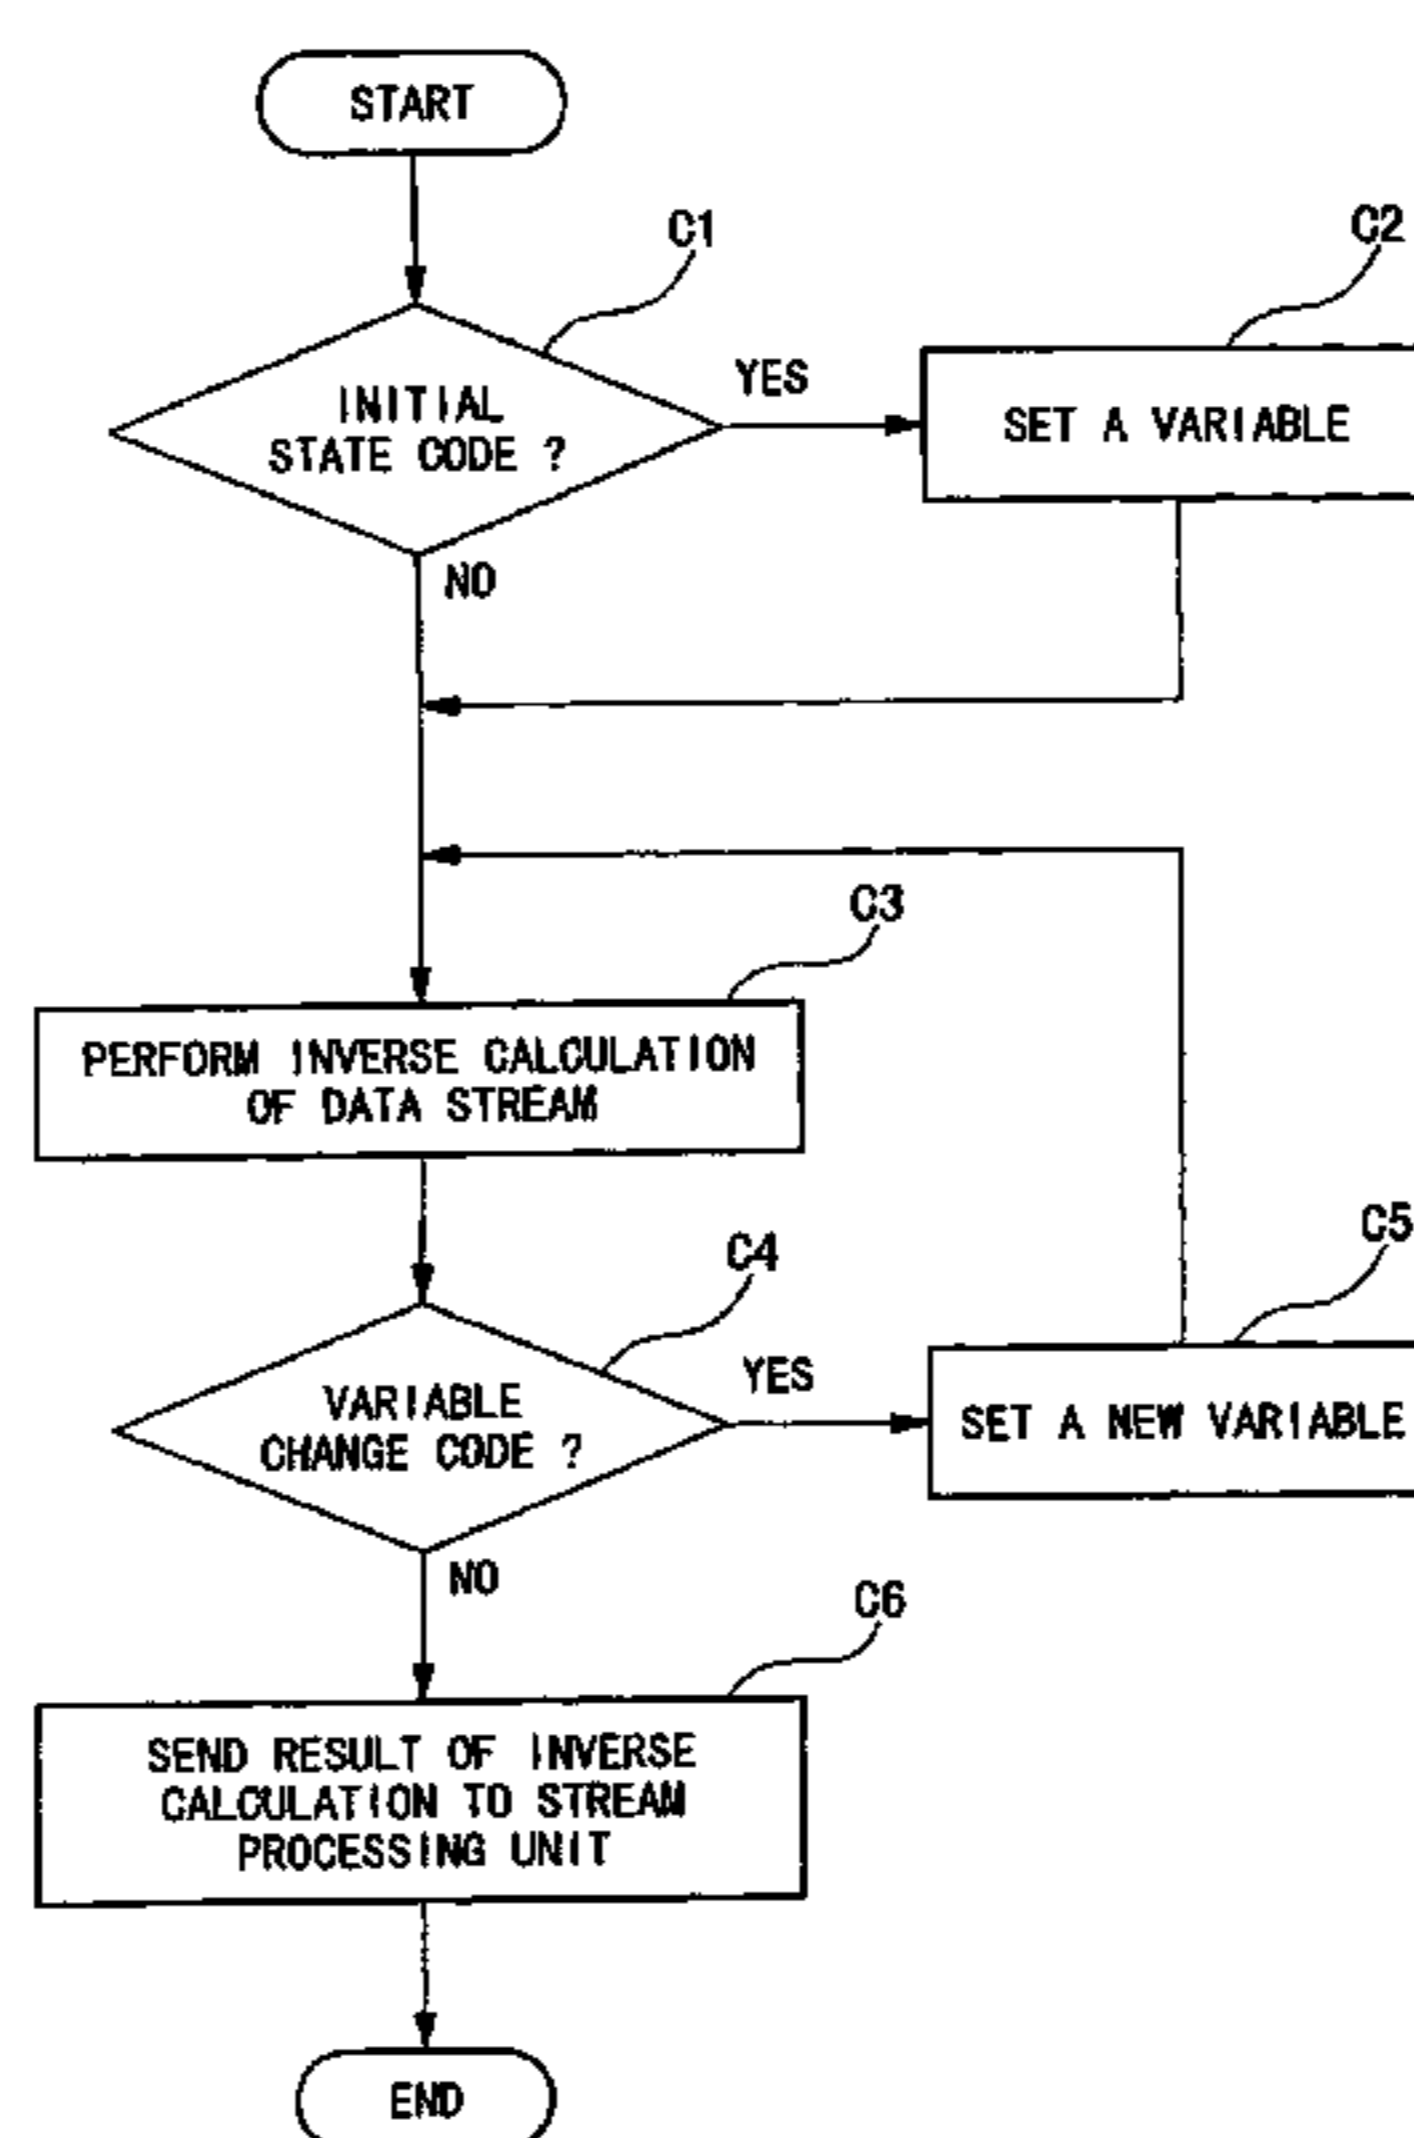 START
C1
C2
INITIAL
STATE CODE ?
YES
SET A VARIABLE
NO
C3
PERFORM INVERSE CALCULATION
OF DATA STREAM
C4
C5
VARIABLE
CHANGE CODE ?
YES
SET A NEW VARIABLE
NO
C6
SEND RESULT OF INVERSE
CALCULATION TO STREAM
PROCESSING UNIT
END